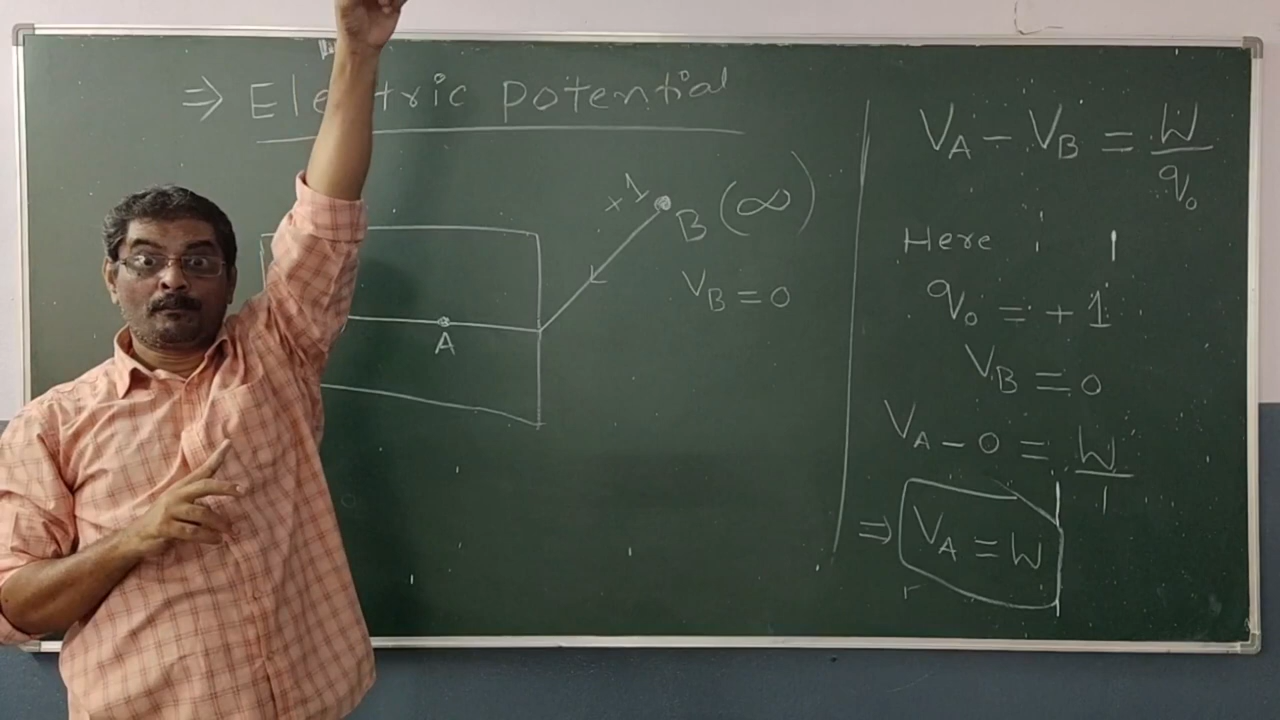 ⇒ Electric potential
+1
B (∞)
V_B = 0
A
V_A - V_B = W/q₀
Here
q₀ = +1
V_B = 0
V_A - 0 = W/1
⇒ V_A = W